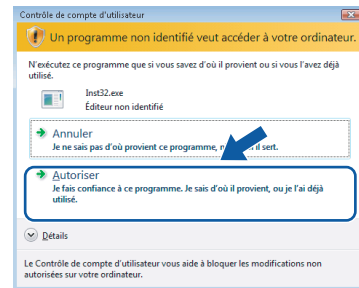 Contrôle de compte d'utilisateur
Un programme non identifié veut accéder à votre ordinateur.
N'exécutez ce programme que si vous savez d'où il provient ou si vous l'avez déjà
utilisé.
Inst32.exe
Éditeur non identifié
Annuler
Je ne sais pas d'où provient ce programme, il sert.
Autoriser
Je fais confiance à ce programme. Je sais d'où il provient, ou je l'ai déjà
utilisé.
Détails
Le Contrôle de compte d'utilisateur vous aide à bloquer les modifications non
autorisées sur votre ordinateur.